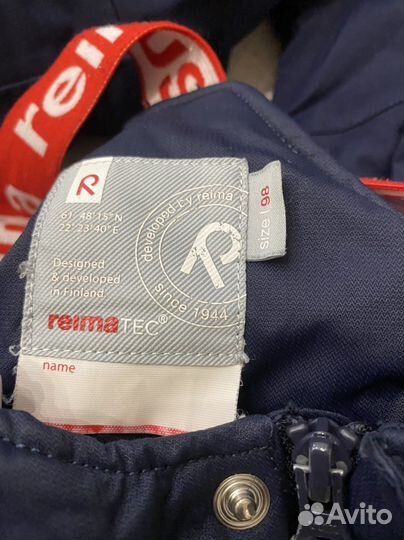 reima
R
61° 48'15"N
22° 23'40"E
developed by reima
since 1944
size | 98
Designed
& developed
in Finland.
reimaTEC®
name
Avito